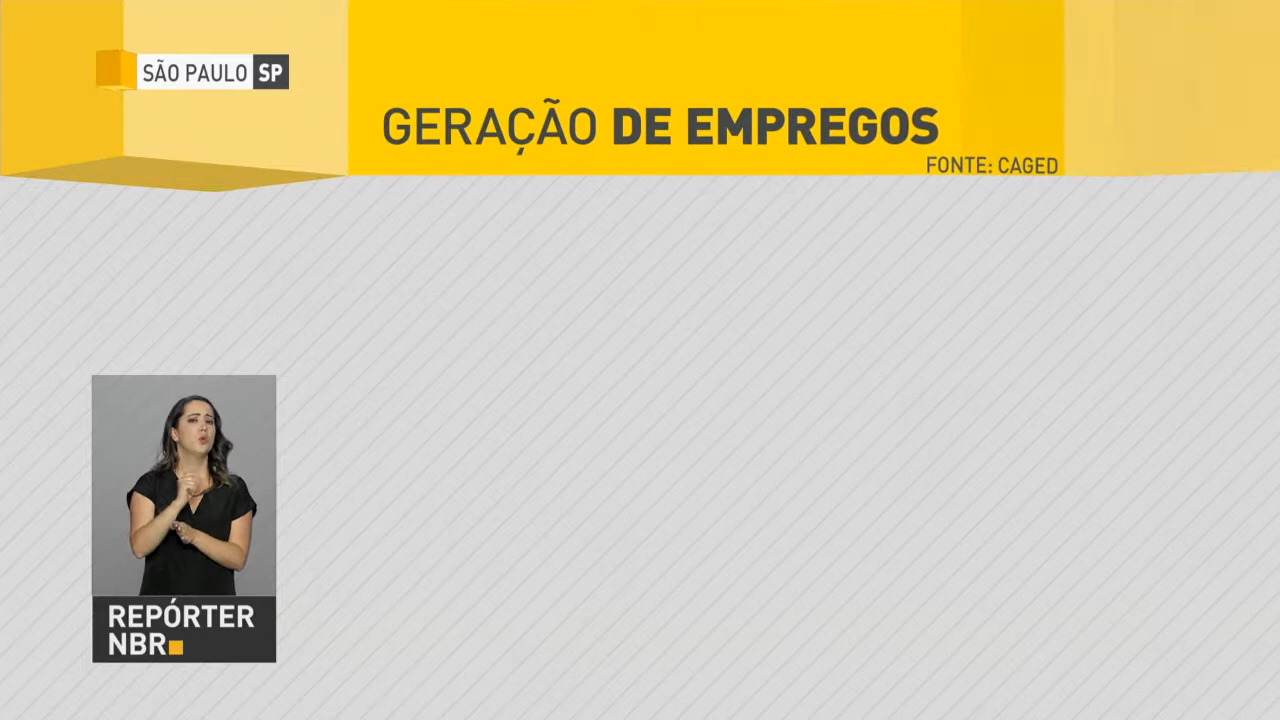 SÃO PAULO SP
GERAÇÃO DE EMPREGOS
FONTE: CAGED
REPÓRTER
NBR